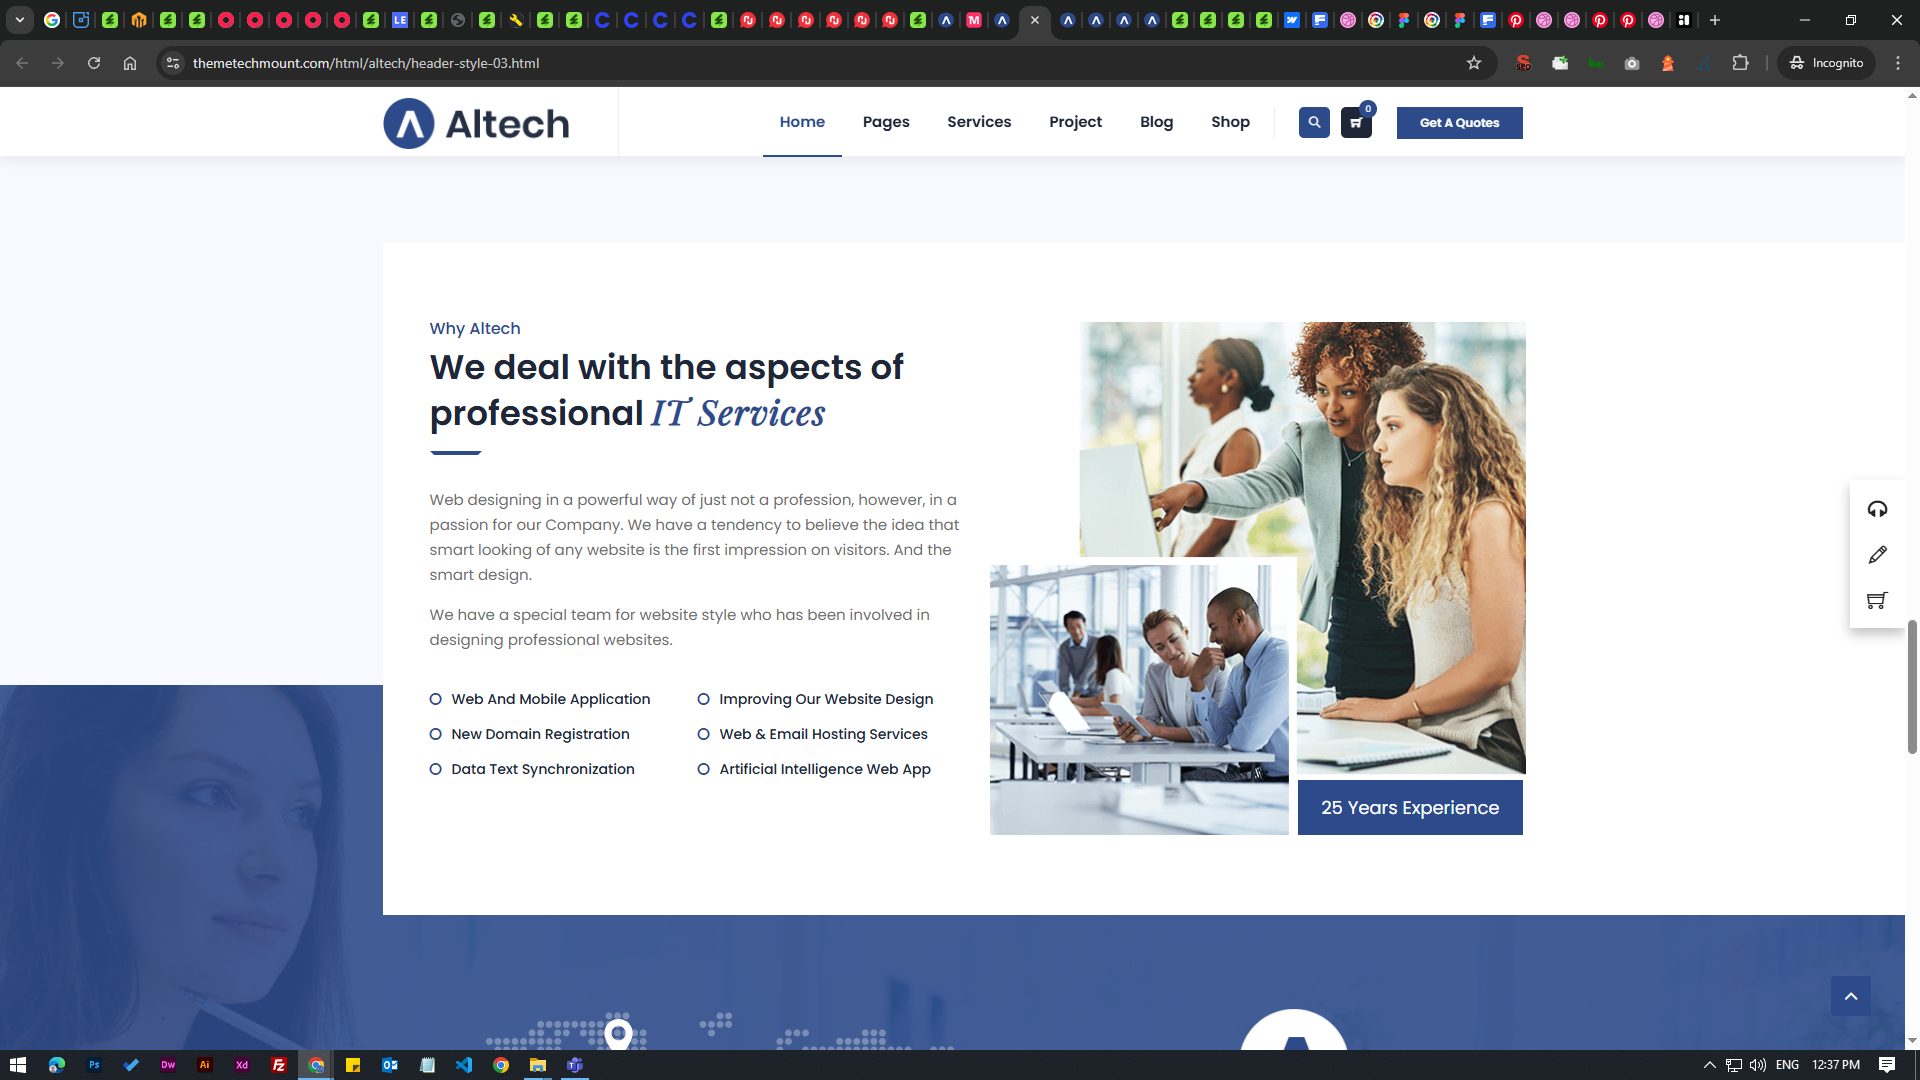 themetechmount.com/html/altech/header-style-03.html
Incognito
Altech
Home
Pages
Services
Project
Blog
Shop
0
Get A Quotes
Why Altech
We deal with the aspects of
professional IT Services
Web designing in a powerful way of just not a profession, however, in a
passion for our Company. We have a tendency to believe the idea that
smart looking of any website is the first impression on visitors. And the
smart design.
We have a special team for website style who has been involved in
designing professional websites.
Web And Mobile Application
Improving Our Website Design
New Domain Registration
Web & Email Hosting Services
Data Text Synchronization
Artificial Intelligence Web App
25 Years Experience
ENG
12:37 PM